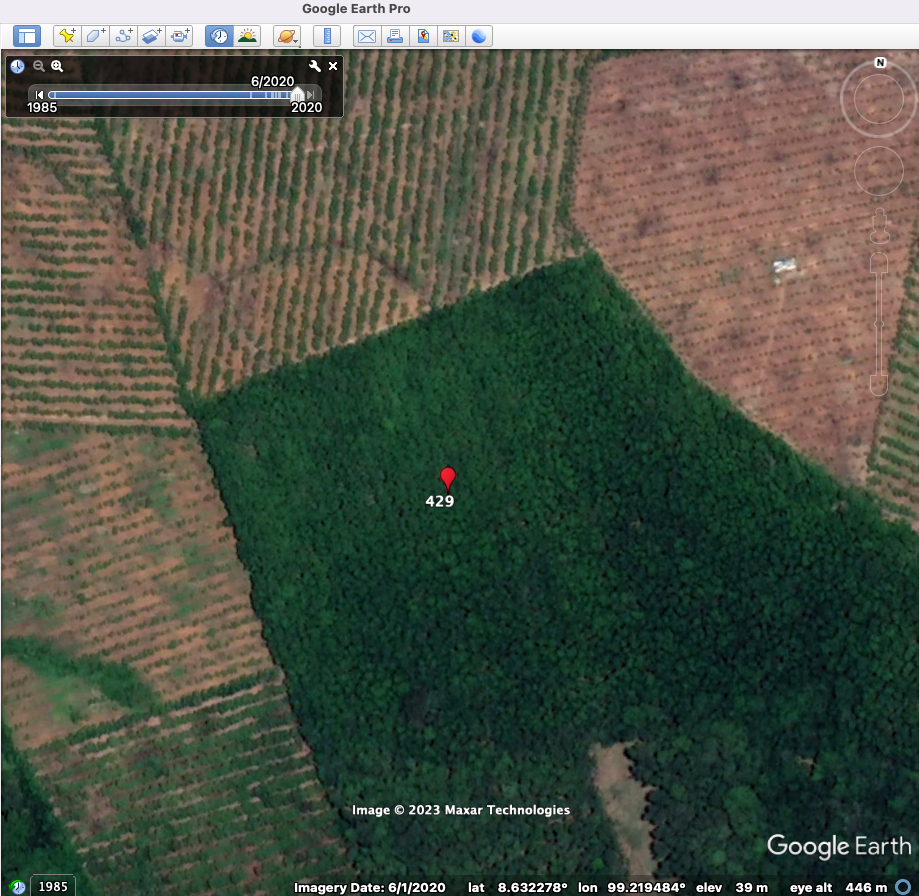 Google Earth Pro
6/2020
1985
2020
N
429
Image © 2023 Maxar Technologies
Google Earth
1985
Imagery Date: 6/1/2020 lat 8.632278° lon 99.219484° elev 39 m eye alt 446 m